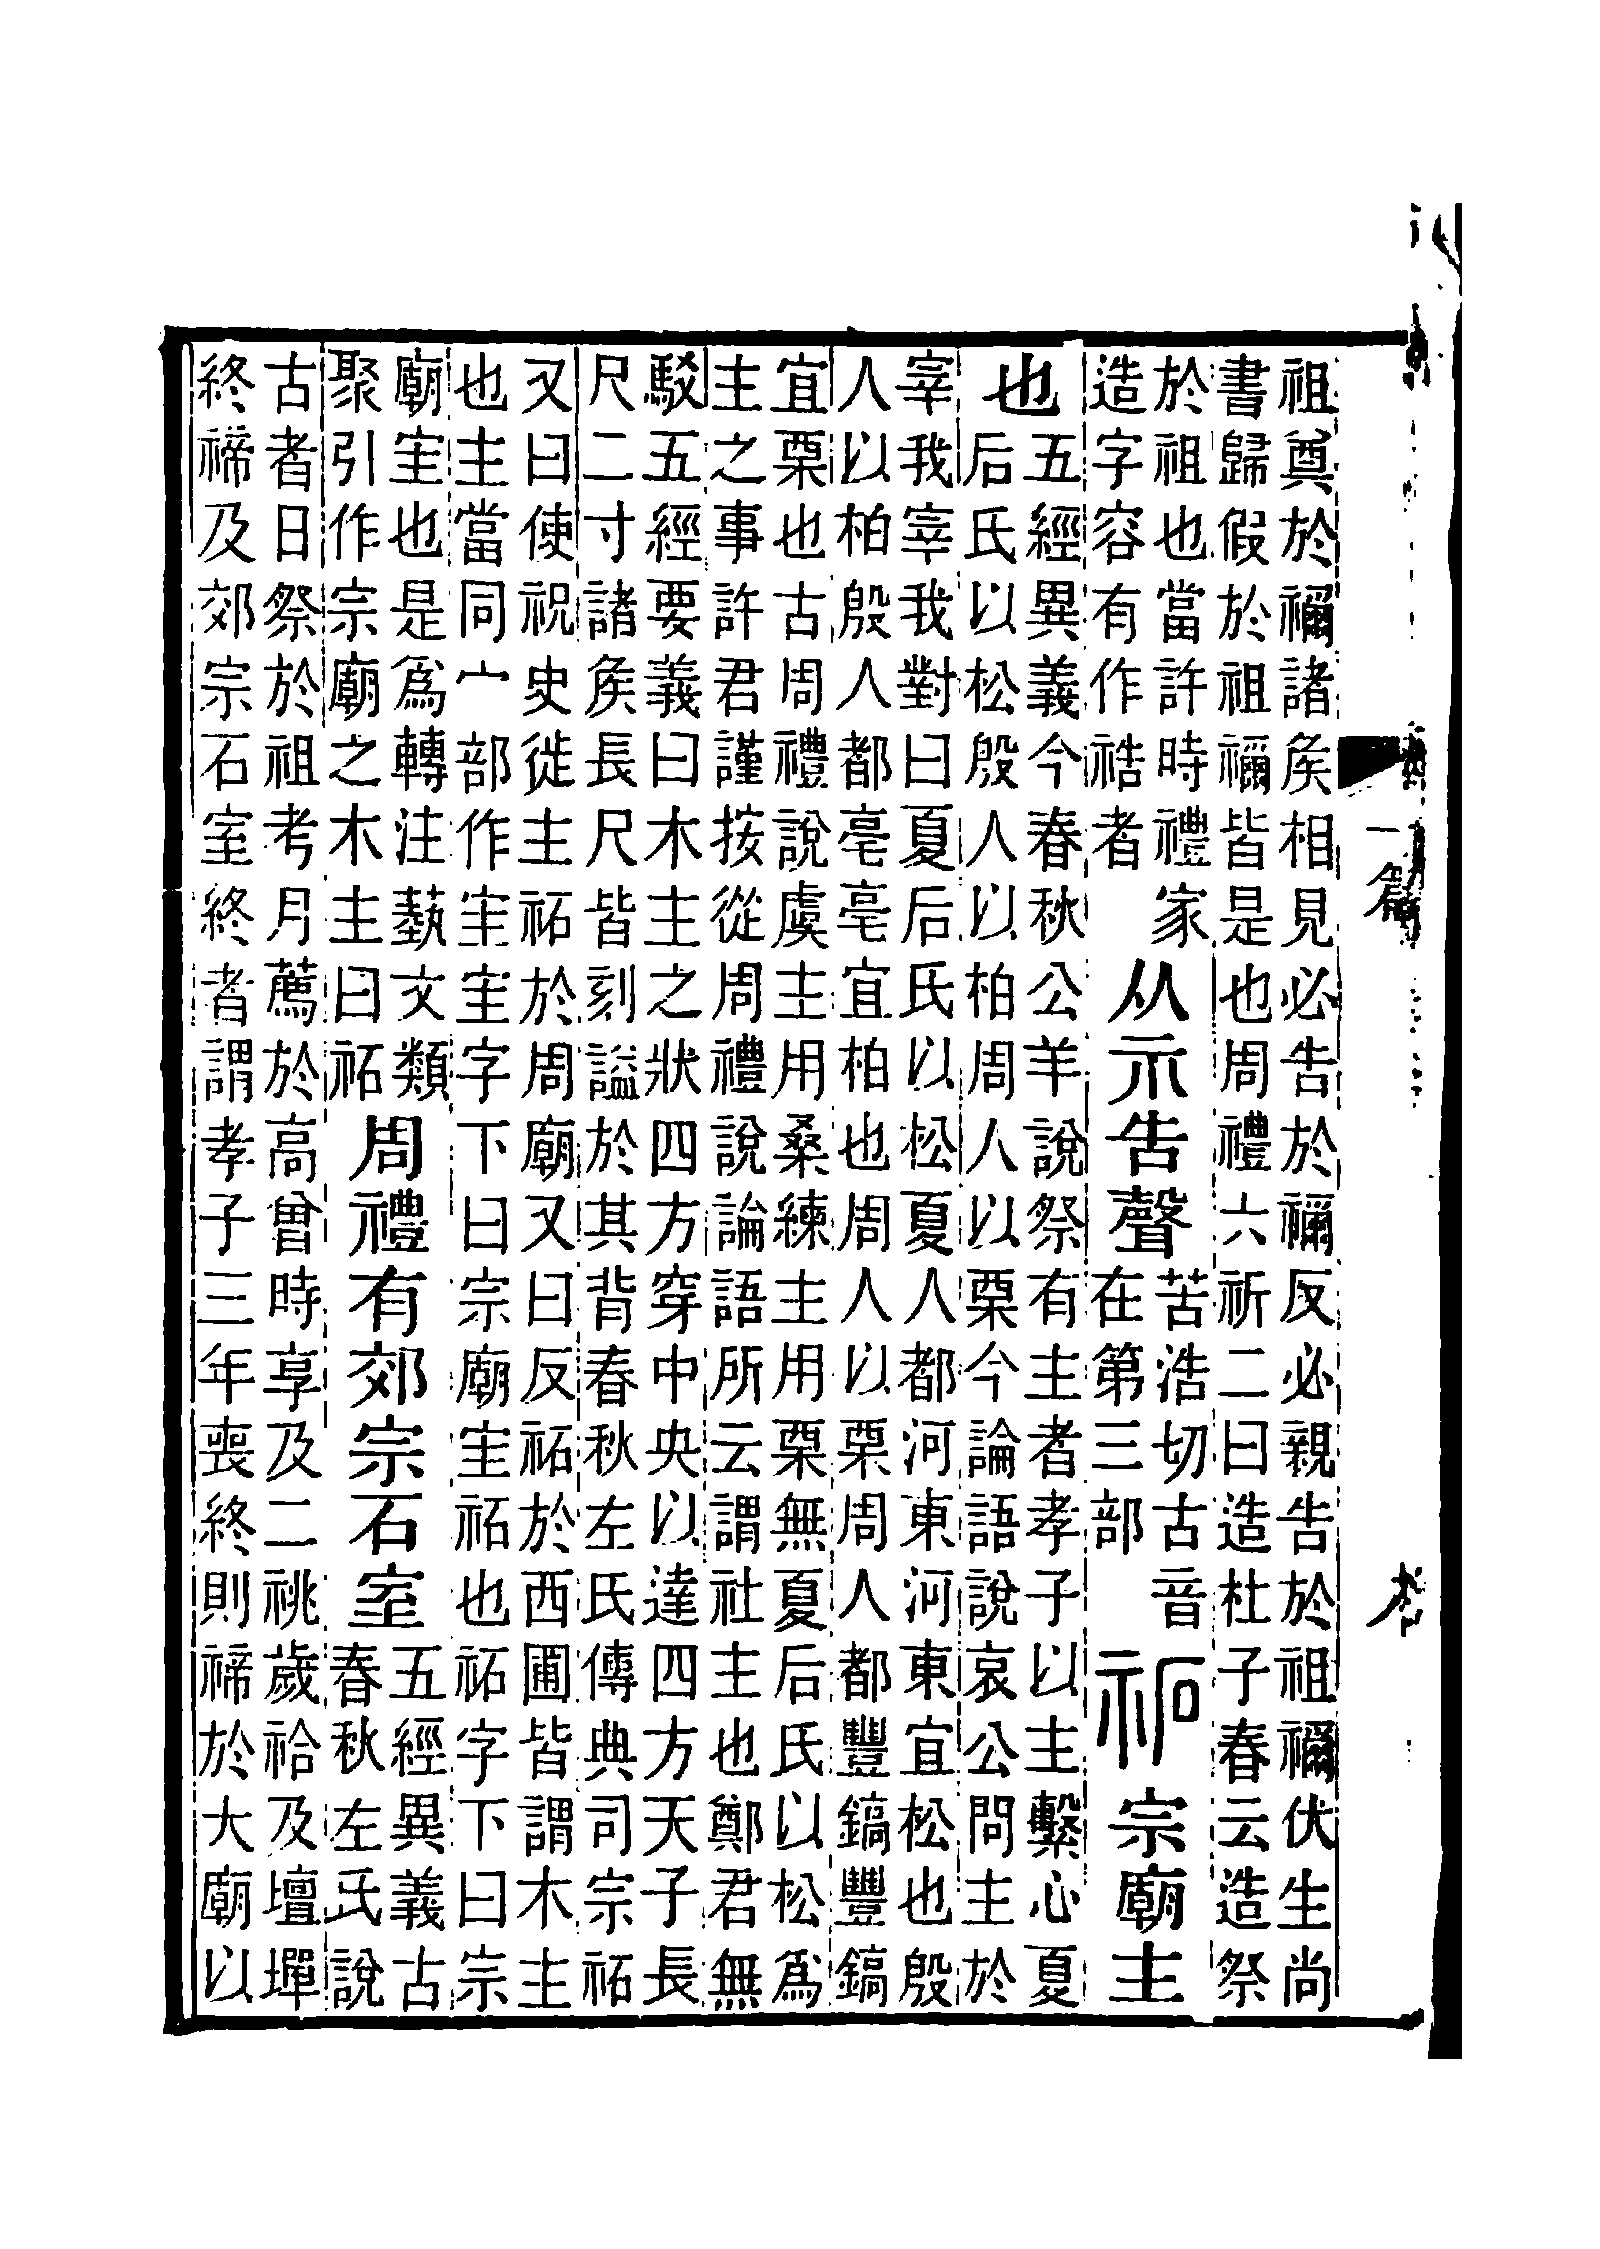 祖奠於禰諸矦相見必告於禰反必親告於祖禰伏生尚
書歸假於祖禰皆是也周禮六祈二曰造杜子春云造祭
於祖也當許時禮家
造字容有作祰者
从示告聲
苦浩切古音
在第三部
祏
宗廟主
也
五經異義今春秋公羊說祭有主者孝子以主繫心夏
后氏以松殷人以柏周人以栗今論語說哀公問主於
宰我宰我對曰夏后氏以松夏人都河東河東宜松也殷
人以柏殷人都亳亳宜柏也周人以栗周人都豐鎬豐鎬
宜栗也古周禮說虞主用桑練主用栗無夏后氏以松爲
主之事許君謹按從周禮說論語所云謂社主也鄭君無
駁五經要義曰木主之狀四方穿中央以達四方天子長
尺二寸諸矦長尺皆刻謚於其背春秋左氏傳典司宗祏
又曰使祝史徙主祏於周廟又曰反祏於西圃皆謂木主
也主當同宀部作宔宔字下曰宗廟宔祏也祏字下曰宗
廟宔也是爲轉注藝文類
聚引作宗廟之木主曰祏
周禮有郊宗石室
五經異義古
春秋左氏說
古者日祭於祖考月薦於高曾時享及二祧歲祫及壇墠
終禘及郊宗石室終者謂孝子三年喪終則禘於大廟以